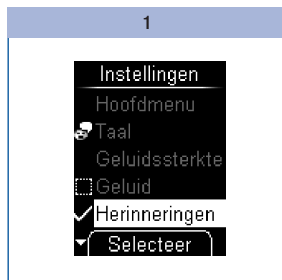 1
Instellingen
Hoofdmenu
Taal
Geluidssterkte
Geluid
Herinneringen
Selecteer